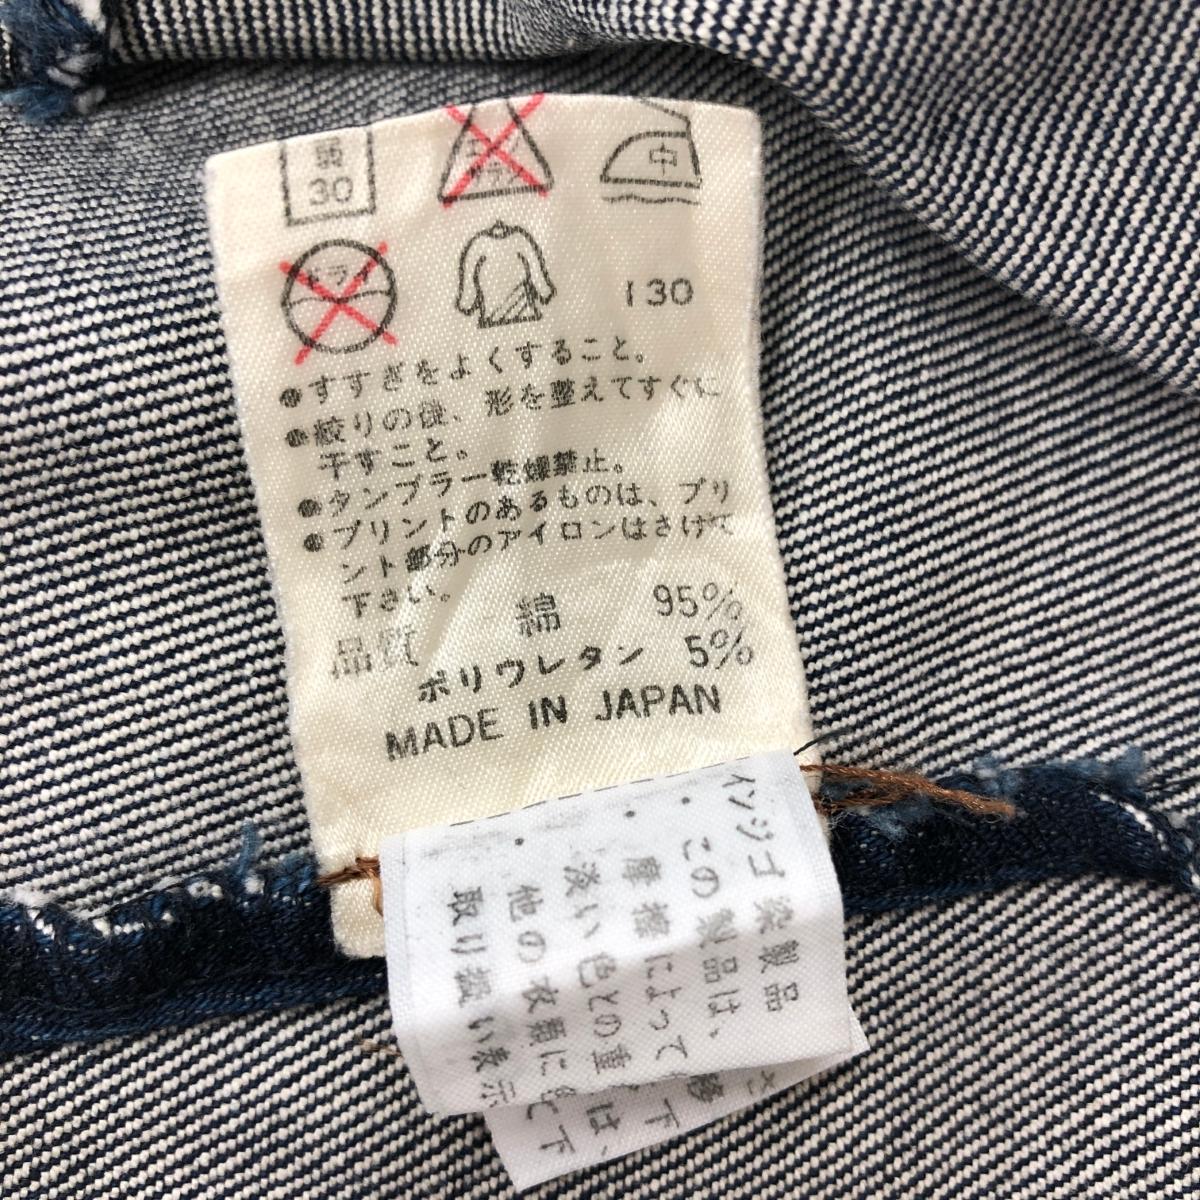 弱
30
中
ドライ
130
●すすぎをよくすること。
●絞りの後、形を整えてすぐに
干すこと。
●タンブラー乾燥禁止。
●プリントのあるものは、プリ
ント部分のアイロンはさけて
下さい。
品質 綿 95%
ポリウレタン 5%
MADE IN JAPAN
インジゴ染製品
・この製品は、
・摩擦によって
淡い色との
・他の衣類に
取り扱い表示